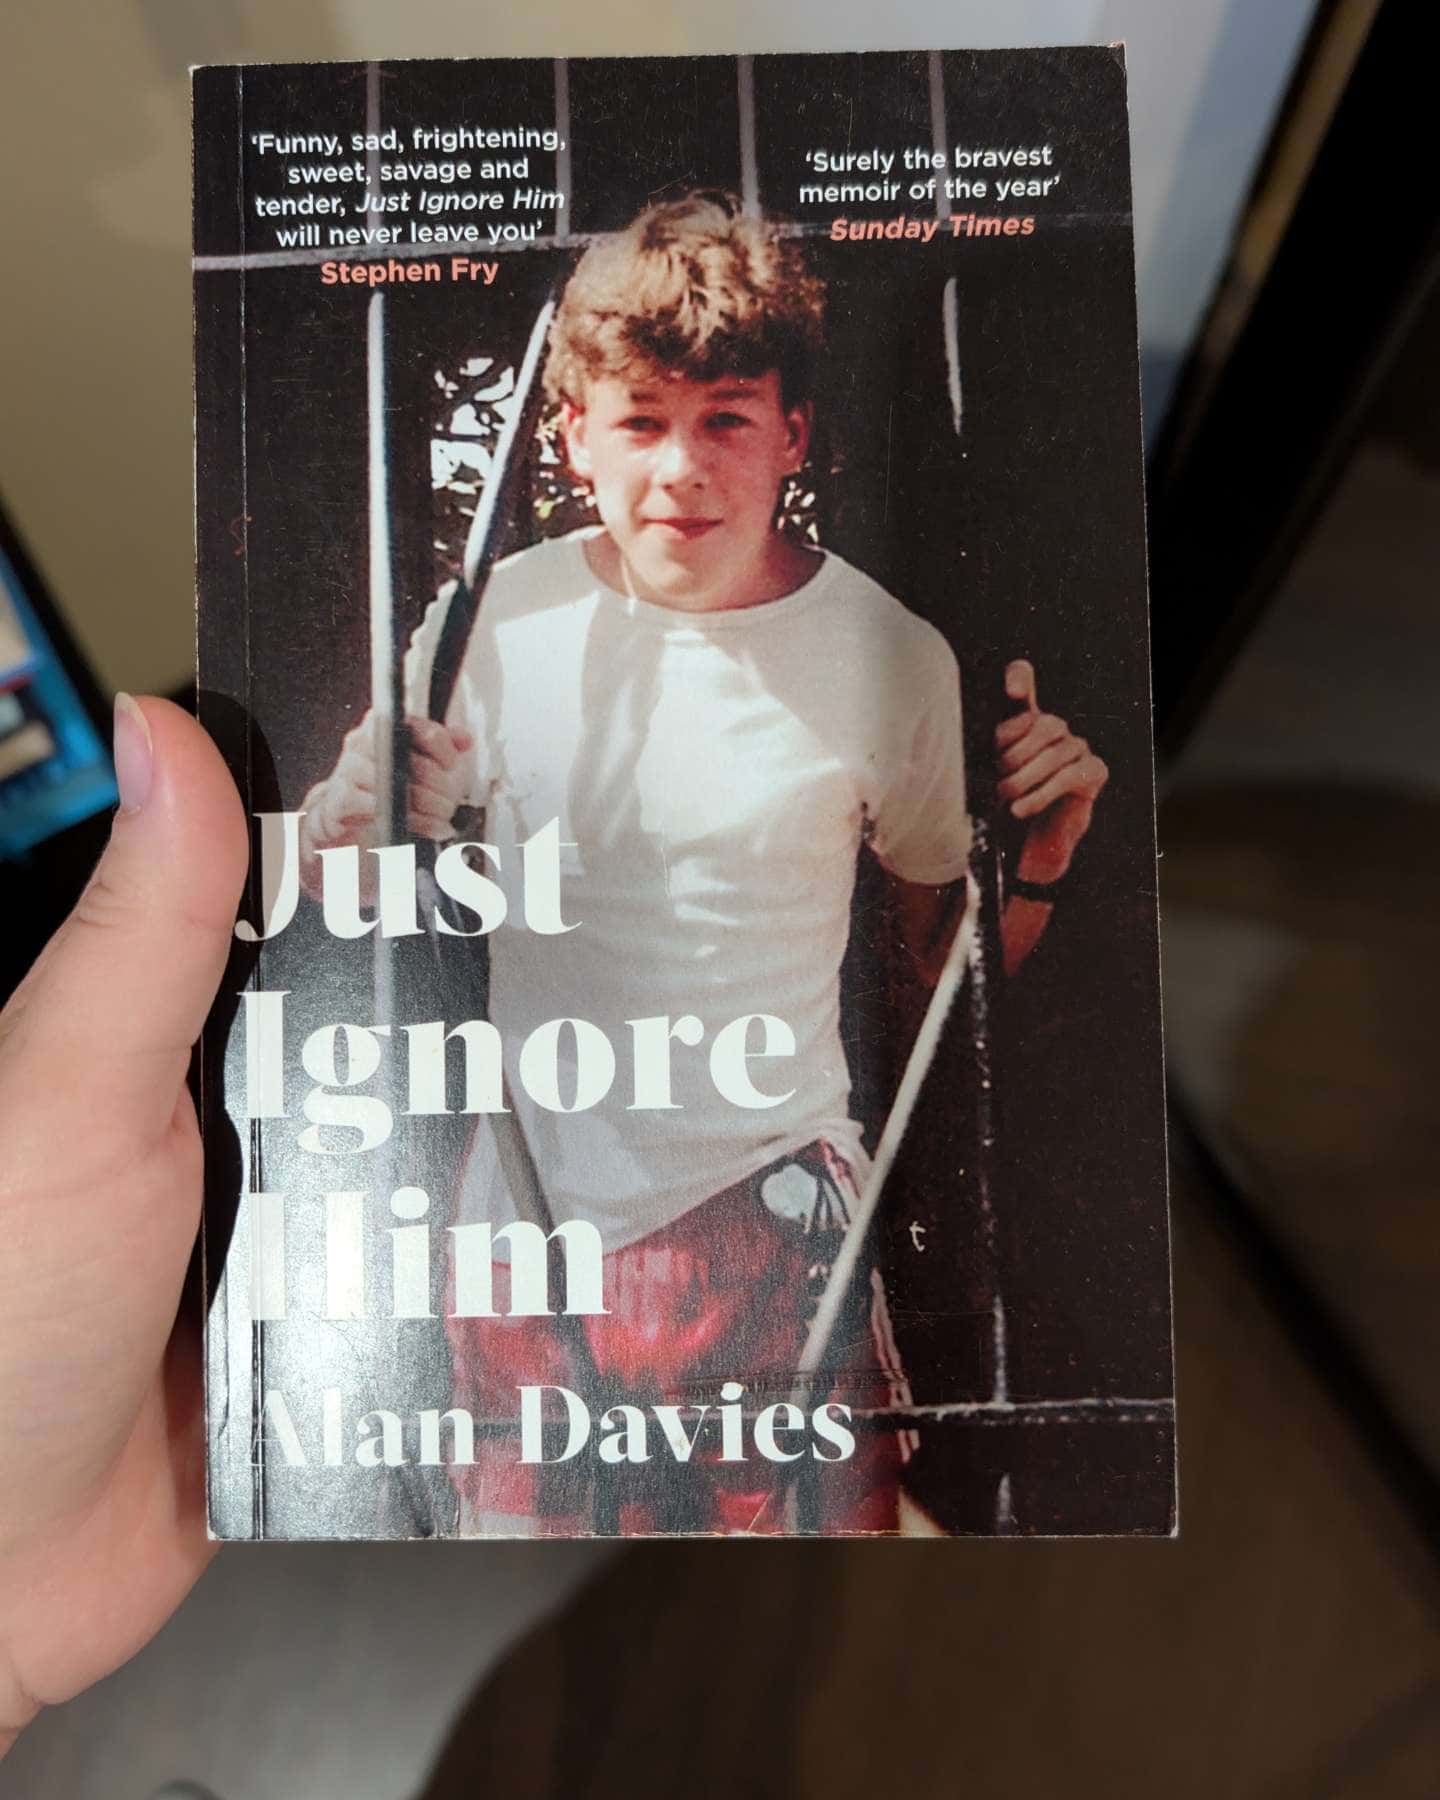 ‘Funny, sad, frightening,
sweet, savage and
tender, Just Ignore Him
will never leave you’
Stephen Fry
‘Surely the bravest
memoir of the year’
Sunday Times
Just
Ignore
Him
Alan Davies